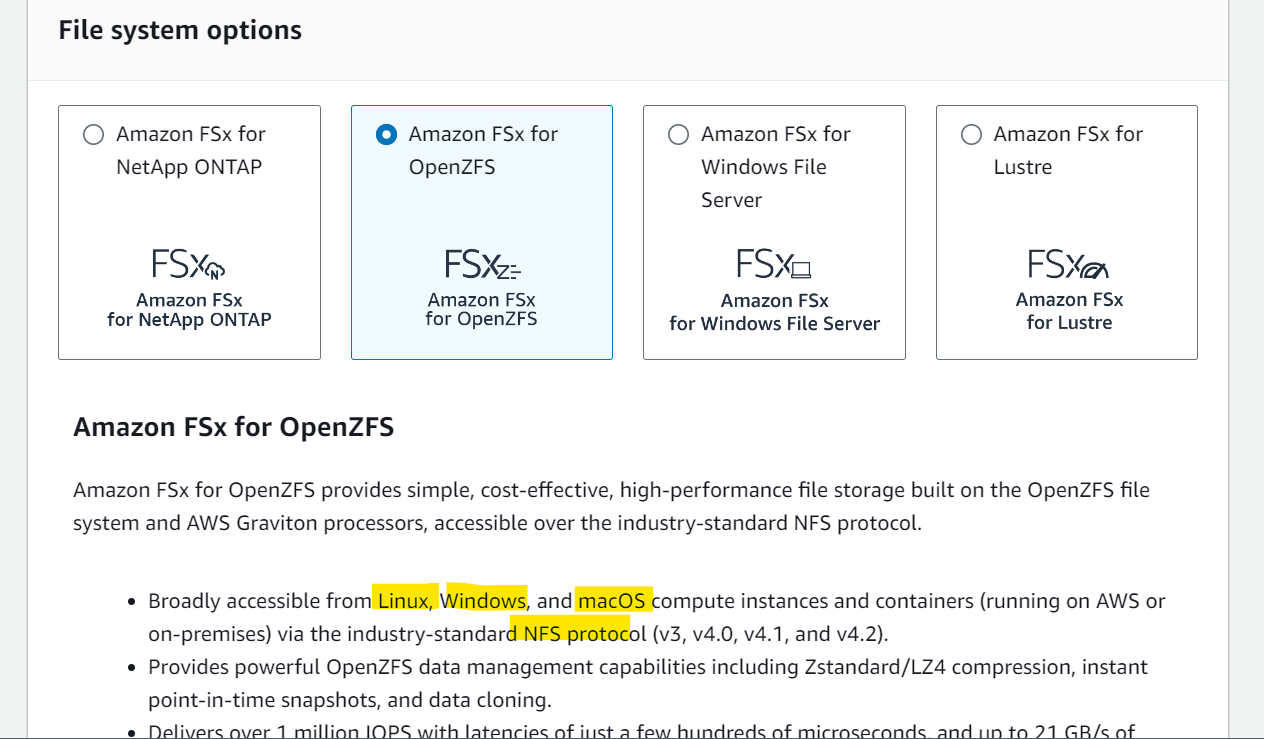 File system options
Amazon FSx for
NetApp ONTAP
FSx N
Amazon FSx
for NetApp ONTAP
Amazon FSx for
OpenZFS
FSx Z
Amazon FSx
for OpenZFS
Amazon FSx for
Windows File
Server
FSx
Amazon FSx
for Windows File Server
Amazon FSx for
Lustre
FSx
Amazon FSx
for Lustre
Amazon FSx for OpenZFS
Amazon FSx for OpenZFS provides simple, cost-effective, high-performance file storage built on the OpenZFS file
system and AWS Graviton processors, accessible over the industry-standard NFS protocol.
• Broadly accessible from Linux, Windows, and macOS compute instances and containers (running on AWS or
on-premises) via the industry-standard NFS protocol (v3, v4.0, v4.1, and v4.2).
• Provides powerful OpenZFS data management capabilities including Zstandard/LZ4 compression, instant
point-in-time snapshots, and data cloning.
• Delivers over 1 million IOPS with latencies of just a few hundreds of microseconds, and up to 21 GB/s of